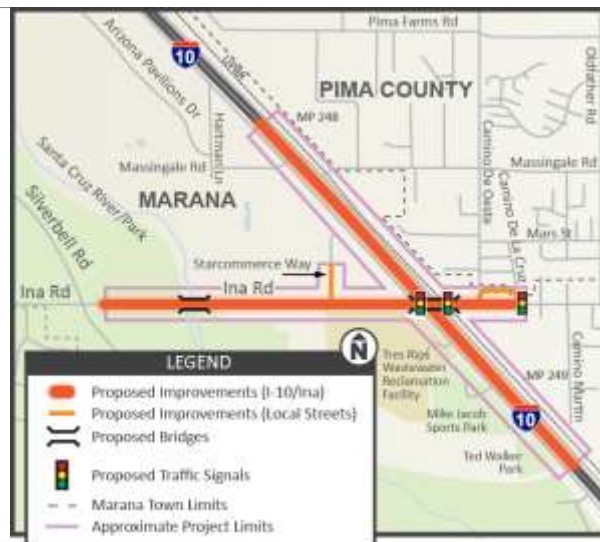 Pima Farms Rd
Arizona Pavilions Dr
10
UPRR
PIMA COUNTY
Oldfather Rd
Hartman Ln
MP 248
Camino De Oeste
Massingale Rd
Massingale Rd
Santa Cruz River/Park
MARANA
Camino De La Cruz
Mars St
Silverbell Rd
Starcommerce Way
Ina Rd
Ina Rd
N
Tres Rios
Wastewater
Reclamation
Facility
MP 249
Camino Martin
Mike Jacob
Sports Park
10
Ted Walker
Park
LEGEND
Proposed Improvements (I-10/Ina)
Proposed Improvements (Local Streets)
Proposed Bridges
Proposed Traffic Signals
Marana Town Limits
Approximate Project Limits